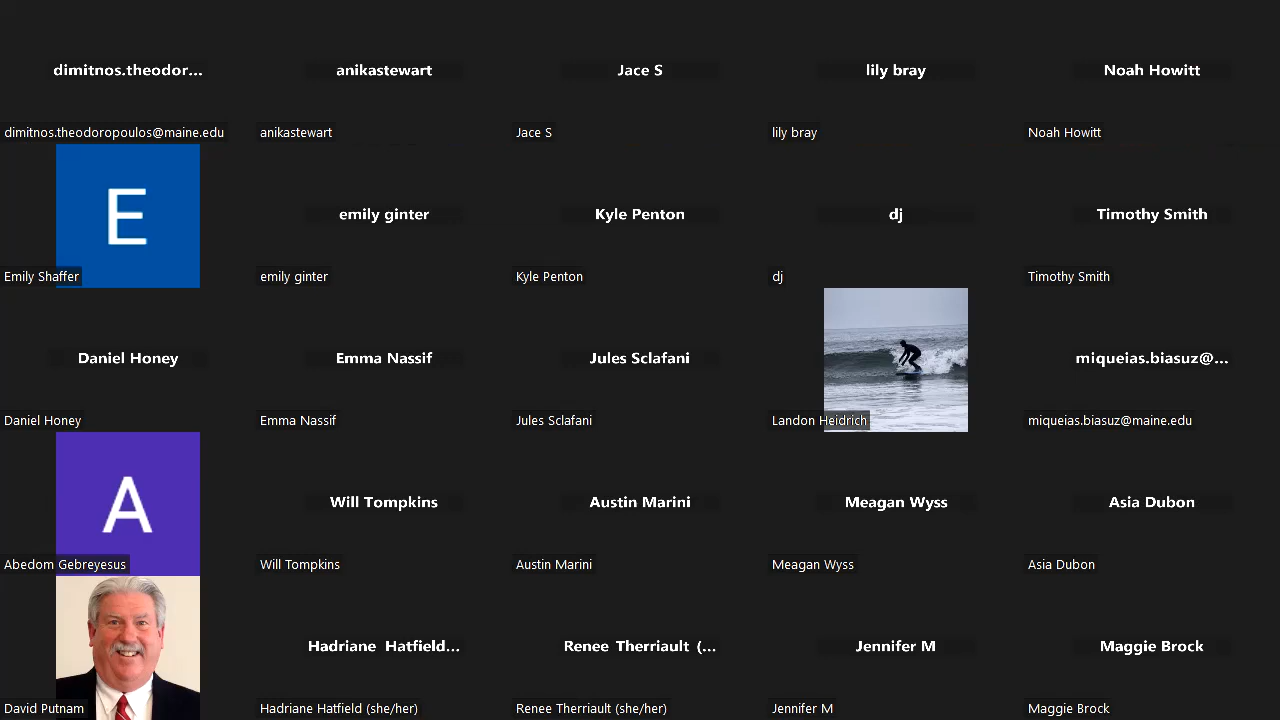 dimitnos.theodor...
anikastewart
Jace S
lily bray
Noah Howitt
dimitnos.theodoropoulos@maine.edu
anikastewart
Jace S
lily bray
Noah Howitt
E
emily ginter
Kyle Penton
dj
Timothy Smith
Emily Shaffer
emily ginter
Kyle Penton
dj
Timothy Smith
Daniel Honey
Emma Nassif
Jules Sclafani
miqueias.biasuz@...
Daniel Honey
Emma Nassif
Jules Sclafani
Landon Heidrich
miqueias.biasuz@maine.edu
A
Will Tompkins
Austin Marini
Meagan Wyss
Asia Dubon
Abedom Gebreyesus
Will Tompkins
Austin Marini
Meagan Wyss
Asia Dubon
Hadriane Hatfield...
Renee Therriault (...
Jennifer M
Maggie Brock
David Putnam
Hadriane Hatfield (she/her)
Renee Therriault (she/her)
Jennifer M
Maggie Brock